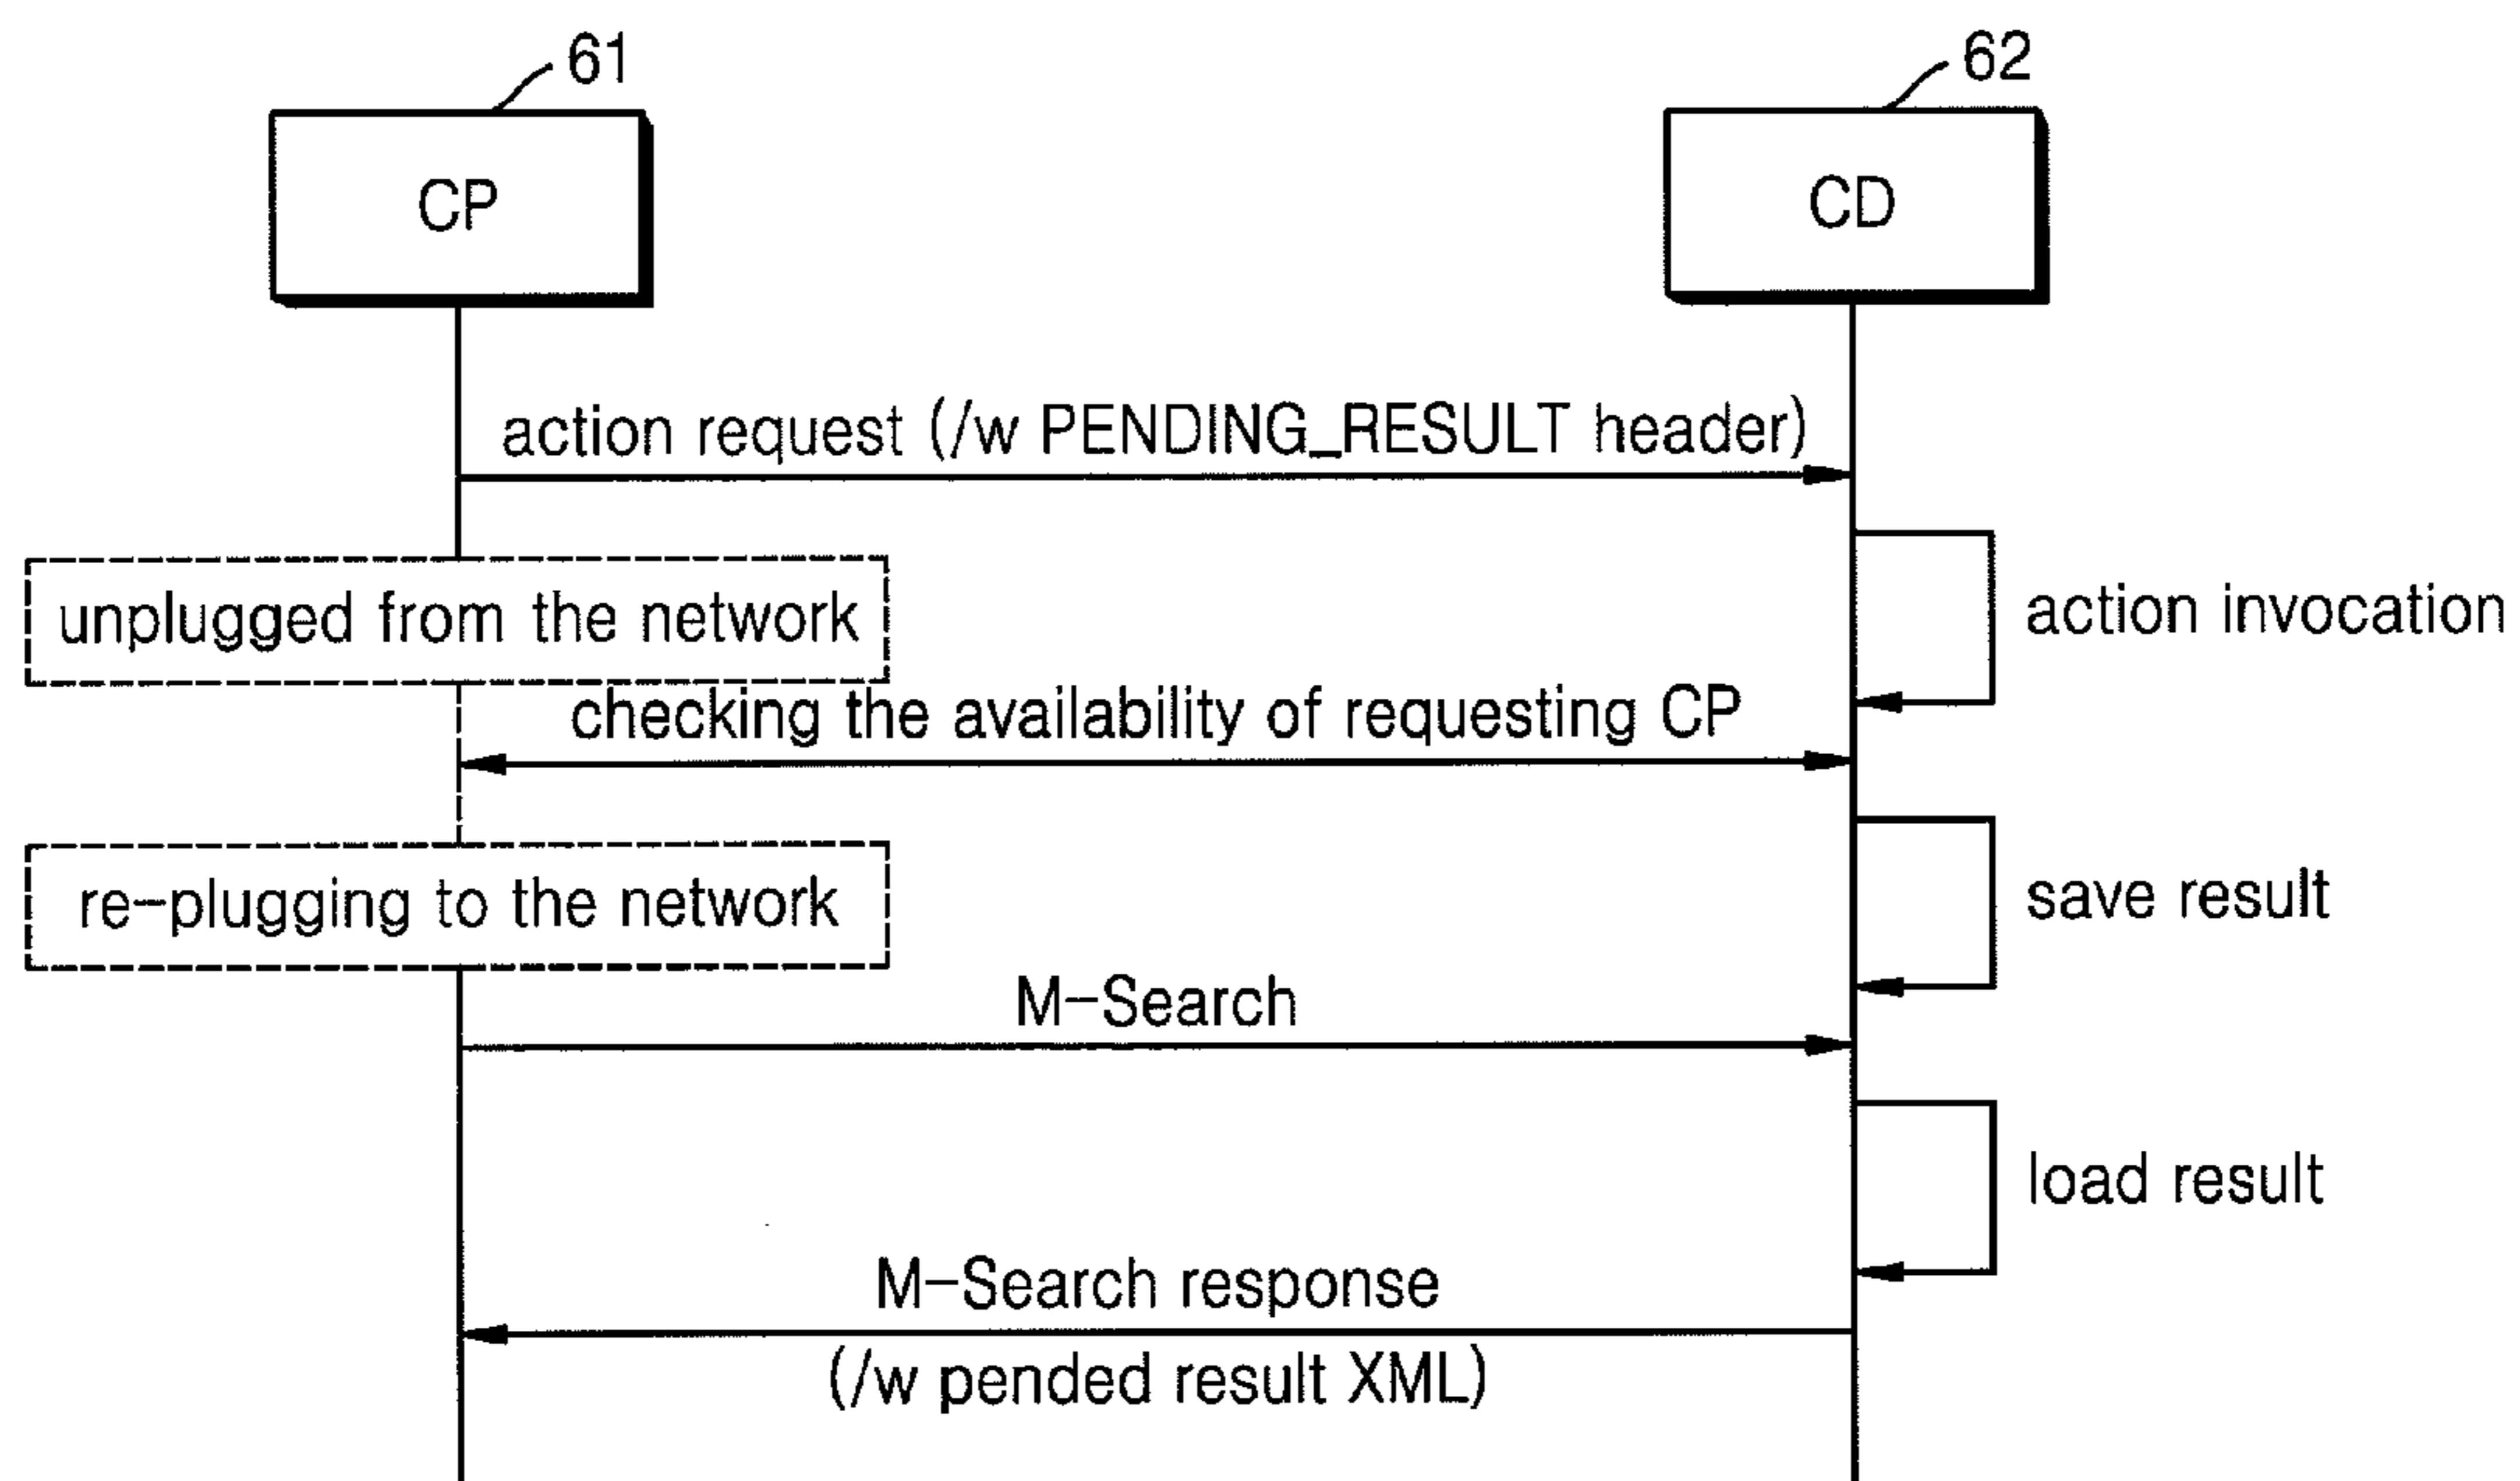 61
62
CP
CD
action request (/w PENDING_RESULT header)
unplugged from the network
action invocation
checking the availability of requesting CP
re-plugging to the network
save result
M-Search
load result
M-Search response
(/w pended result XML)